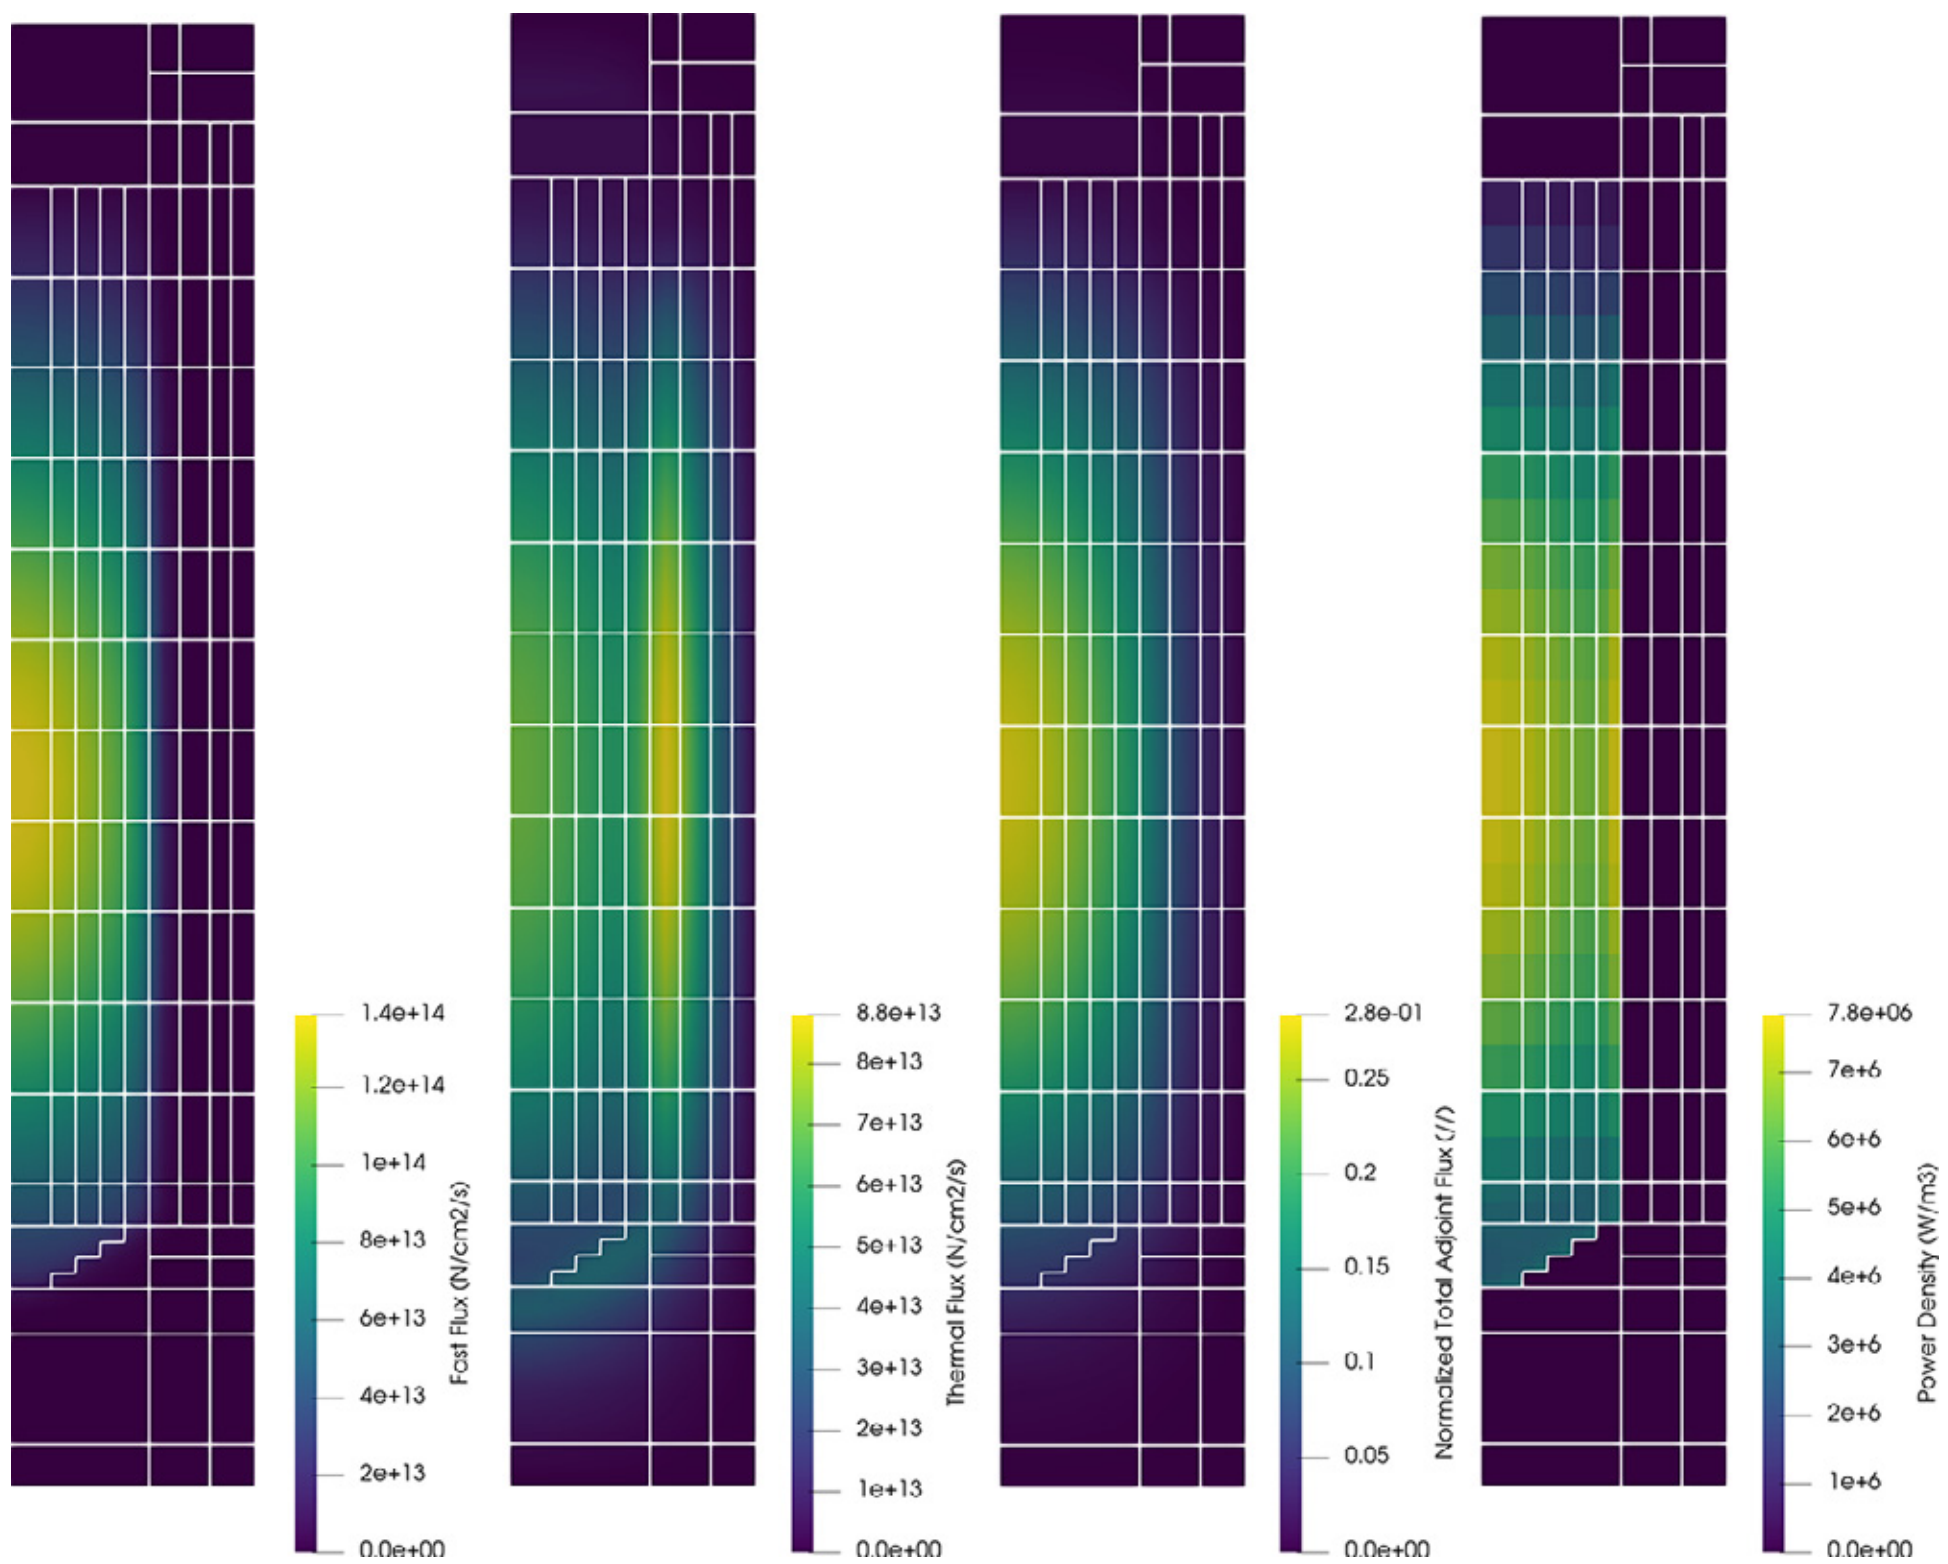 1.4e+14
1.2e+14
1e+14
8e+13
6e+13
4e+13
2e+13
0.0e+00
Fast Flux (N/cm2/s)
8.8e+13
8e+13
7e+13
6e+13
5e+13
4e+13
3e+13
2e+13
1e+13
0.0e+00
Thermal Flux (N/cm2/s)
2.8e-01
0.25
0.2
0.15
0.1
0.05
0.0e+00
Normalized Total Adjoint Flux (//)
7.8e+06
7e+6
6e+6
5e+6
4e+6
3e+6
2e+6
1e+6
0.0e+00
Power Density (W/m3)